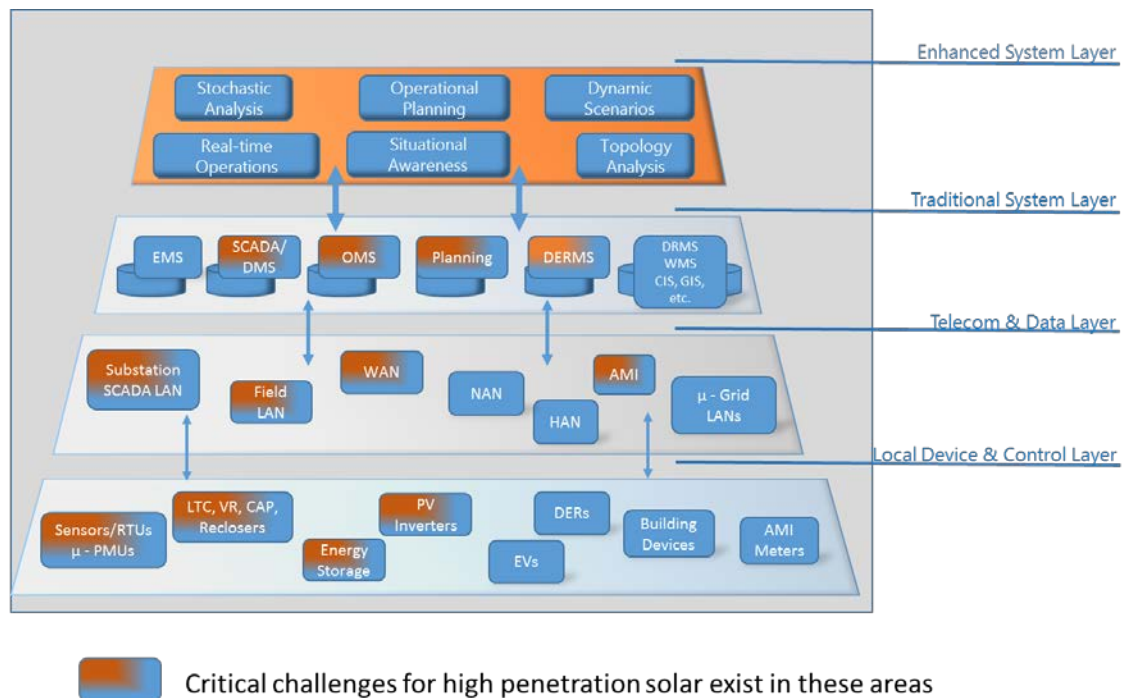 Enhanced System Layer
Stochastic
Analysis
Operational
Planning
Dynamic
Scenarios
Real-time
Operations
Situational
Awareness
Topology
Analysis
Traditional System Layer
EMS
SCADA/
DMS
OMS
Planning
DERMS
DRMS
WMS
CIS, GIS,
etc.
Telecom & Data Layer
Substation
SCADA LAN
Field
LAN
WAN
NAN
HAN
AMI
μ - Grid
LANs
Local Device & Control Layer
Sensors/RTUs
μ - PMUs
LTC, VR, CAP,
Reclosers
Energy
Storage
PV
Inverters
EVs
DERs
Building
Devices
AMI
Meters
Critical challenges for high penetration solar exist in these areas